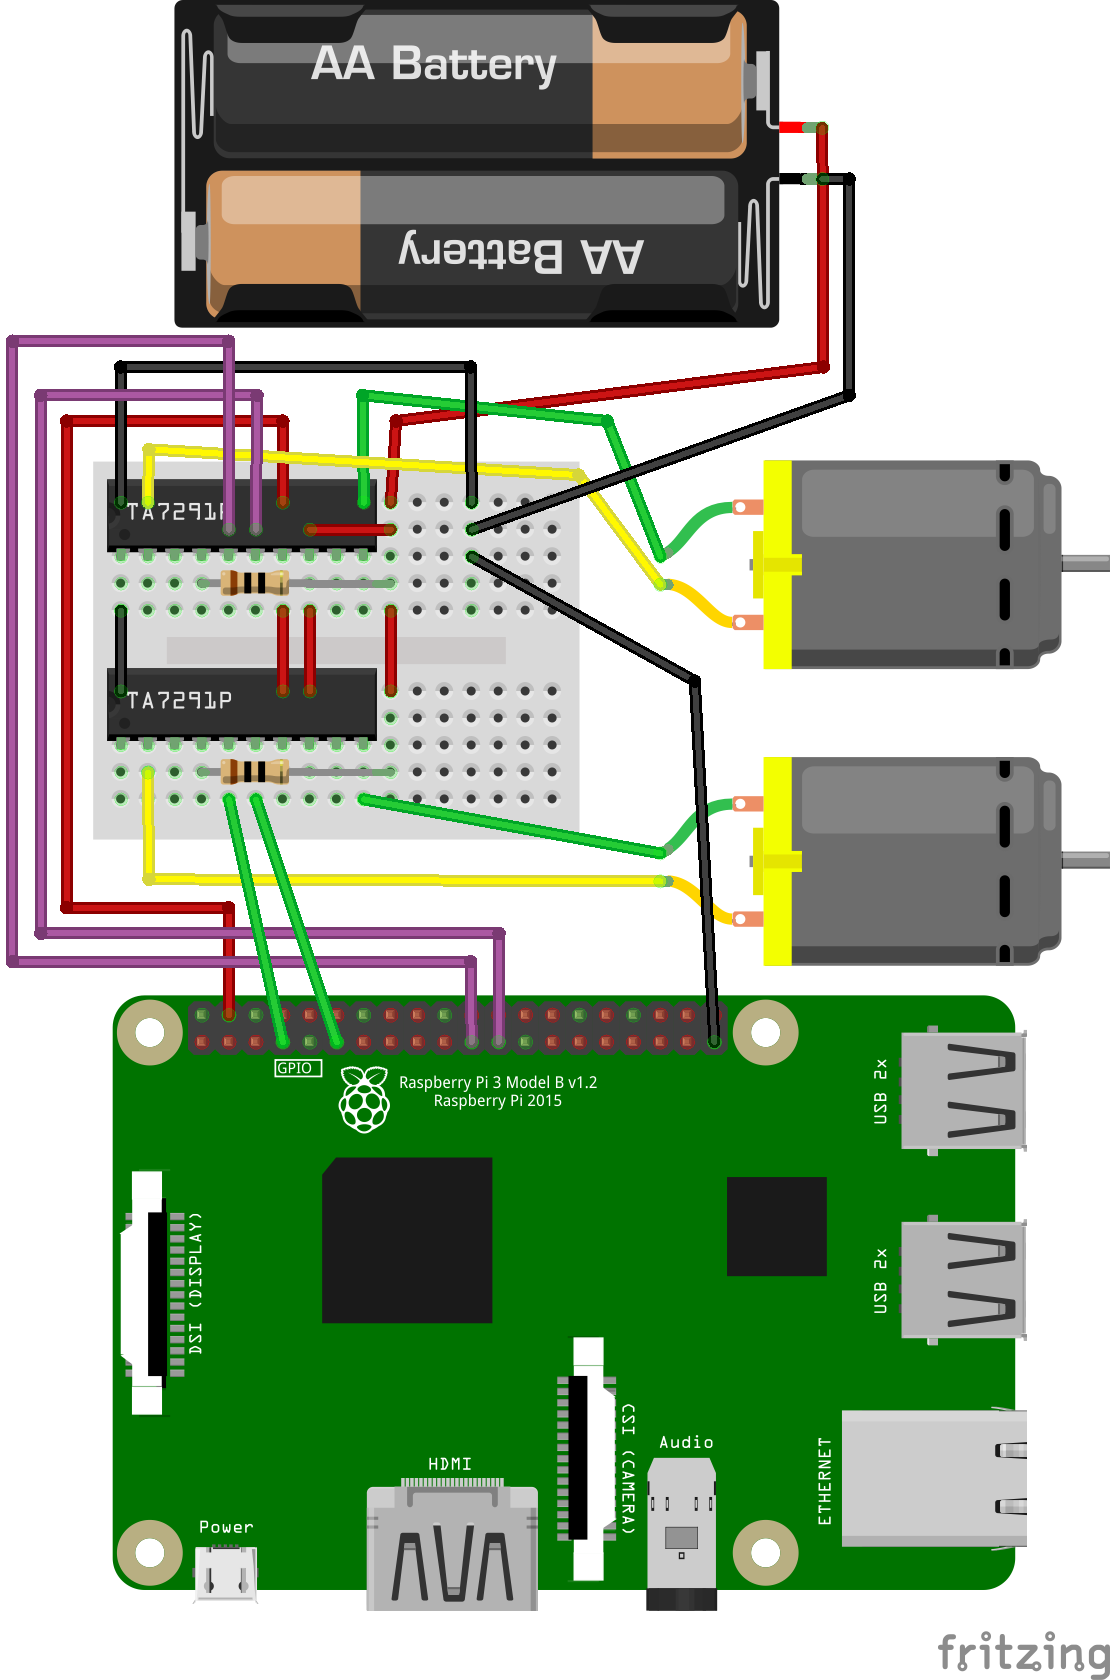 AA Battery
AA Battery
TA7291P
TA7291P
GPIO
Raspberry Pi 3 Model B v1.2
Raspberry Pi 2015
USB 2x
DSI (DISPLAY)
USB 2x
CSI (CAMERA)
Audio
ETHERNET
HDMI
Power
fritzing